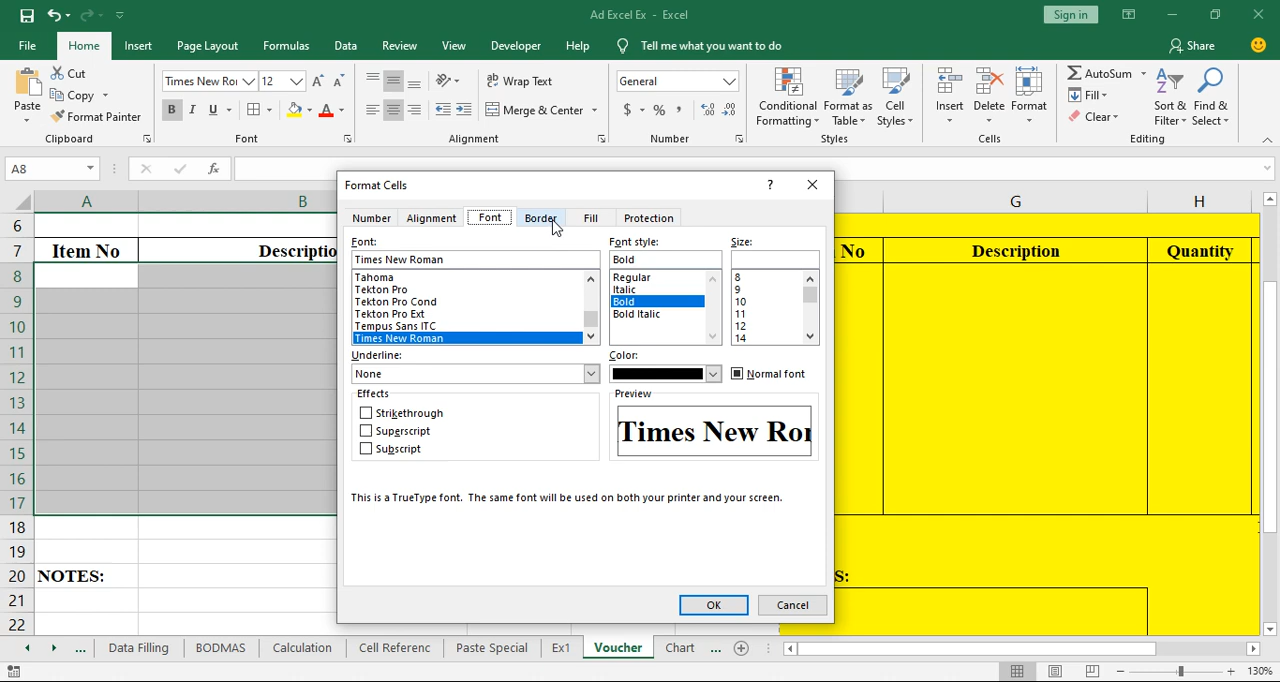 Ad Excel Ex - Excel
Sign in
File Home Insert Page Layout Formulas Data Review View Developer Help Tell me what you want to do Share
Paste Cut Copy Format Painter Clipboard
Times New Ror 12 B I U Font
Wrap Text Merge & Center Alignment
General $ % , Number
Conditional Formatting Format as Table Cell Styles Styles
Insert Delete Format Cells
AutoSum Fill Clear Sort & Filter Find & Select Editing
A8 fx
A B G H
6
7 Item No Descriptio No Description Quantity
8
9
10
11
12
13
14
15
16
17
18
19
20 NOTES: S:
21
22
Format Cells ?
Number Alignment Font Border Fill Protection
Font: Font style: Size:
Times New Roman Bold
Tahoma Regular 8
Tekton Pro Italic 9
Tekton Pro Cond Bold 10
Tekton Pro Ext Bold Italic 11
Tempus Sans ITC 12
Times New Roman 14
Underline: Color:
None Normal font
Effects Preview
Strikethrough
Superscript
Subscript
Times New Ror
This is a TrueType font. The same font will be used on both your printer and your screen.
OK Cancel
... Data Filling BODMAS Calculation Cell Referenc Paste Special Ex1 Voucher Chart ...
130%